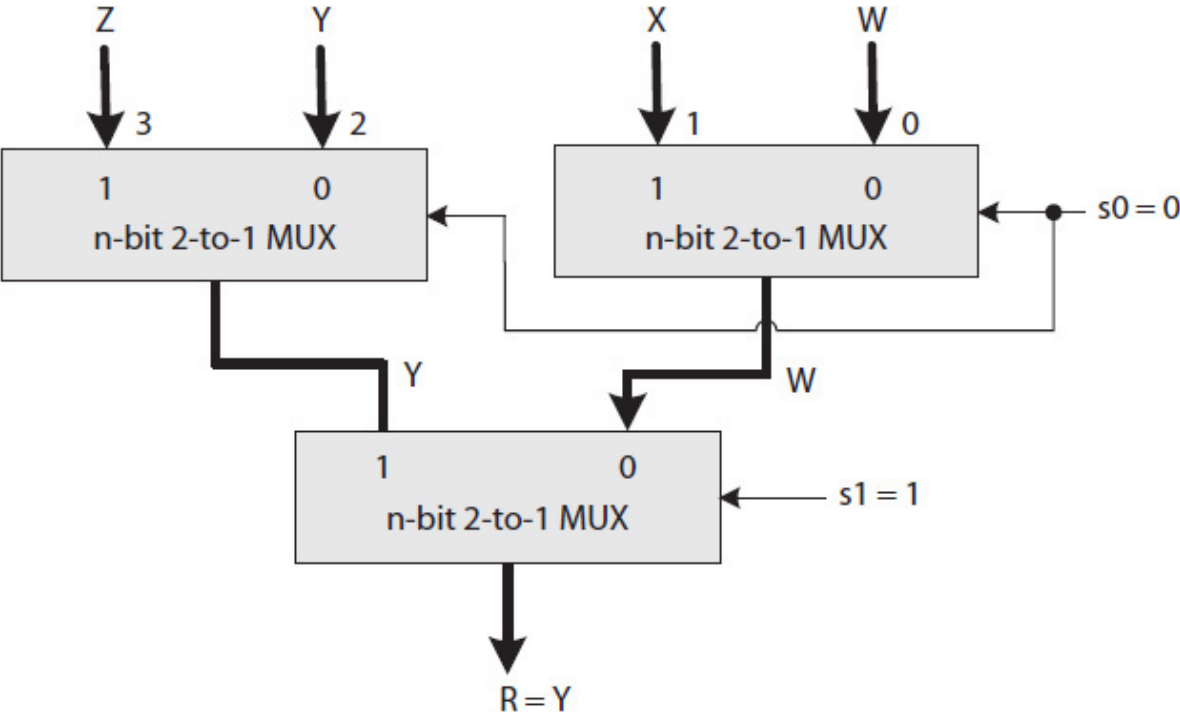 Z Y X W
3 2 1 0
1 0 1 0
s0 = 0
n-bit 2-to-1 MUX n-bit 2-to-1 MUX
Y W
1 0
s1 = 1
n-bit 2-to-1 MUX
R = Y